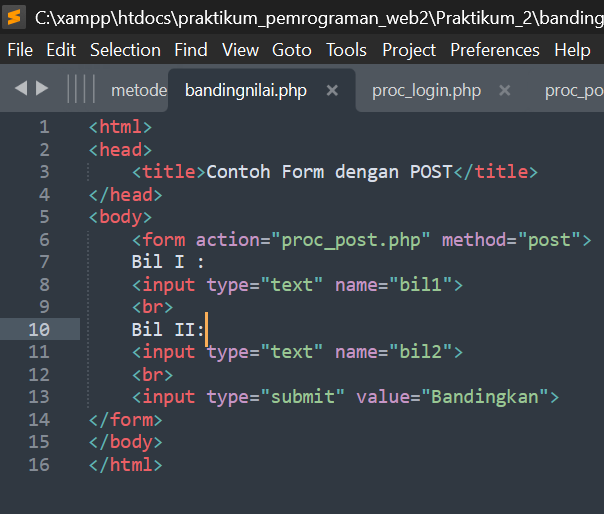 C:\xampp\htdocs\praktikum_pemrograman_web2\Praktikum_2\banding
File Edit Selection Find View Goto Tools Project Preferences Help
metode bandingnilai.php × proc_login.php × proc_po
1 <html>
2 <head>
3 <title>Contoh Form dengan POST</title>
4 </head>
5 <body>
6 <form action="proc_post.php" method="post">
7 Bil I :
8 <input type="text" name="bil1">
9 <br>
10 Bil II:
11 <input type="text" name="bil2">
12 <br>
13 <input type="submit" value="Bandingkan">
14 </form>
15 </body>
16 </html>